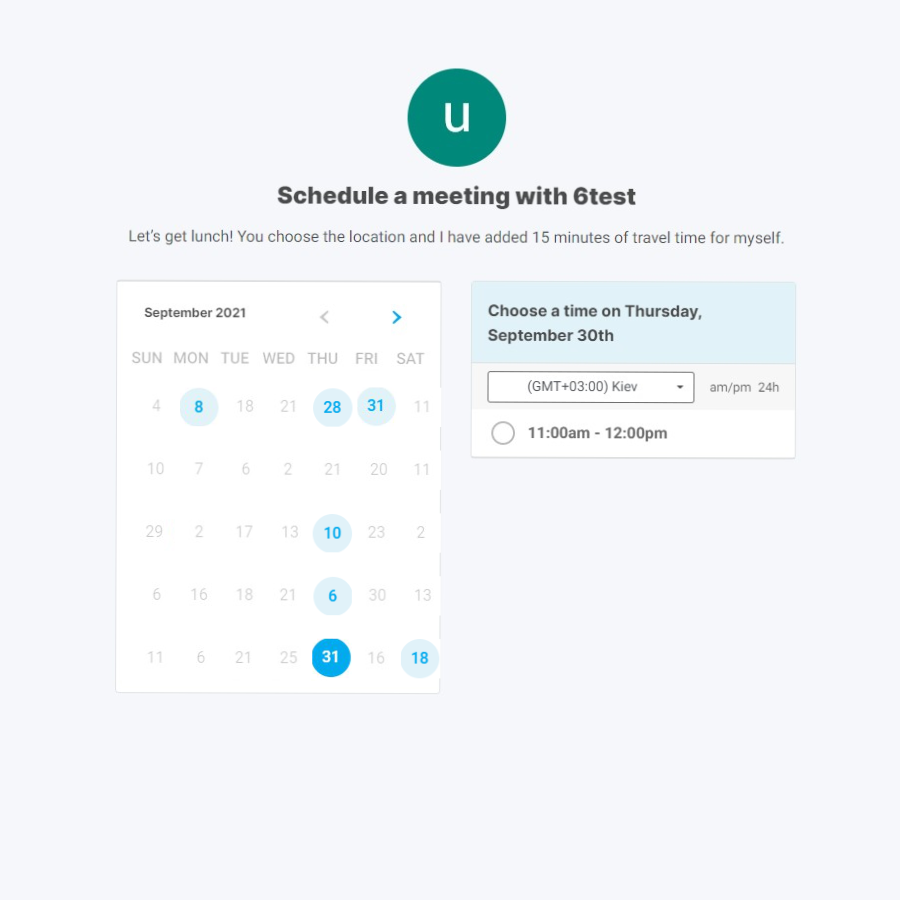 u
Schedule a meeting with 6test
Let's get lunch! You choose the location and I have added 15 minutes of travel time for myself.
September 2021
SUN MON TUE WED THU FRI SAT
4 8 18 21 28 31 11
10 7 6 2 21 20 11
29 2 17 13 10 23 2
6 16 18 21 6 30 13
11 6 21 25 31 16 18
Choose a time on Thursday,
September 30th
(GMT+03:00) Kiev am/pm 24h
11:00am - 12:00pm